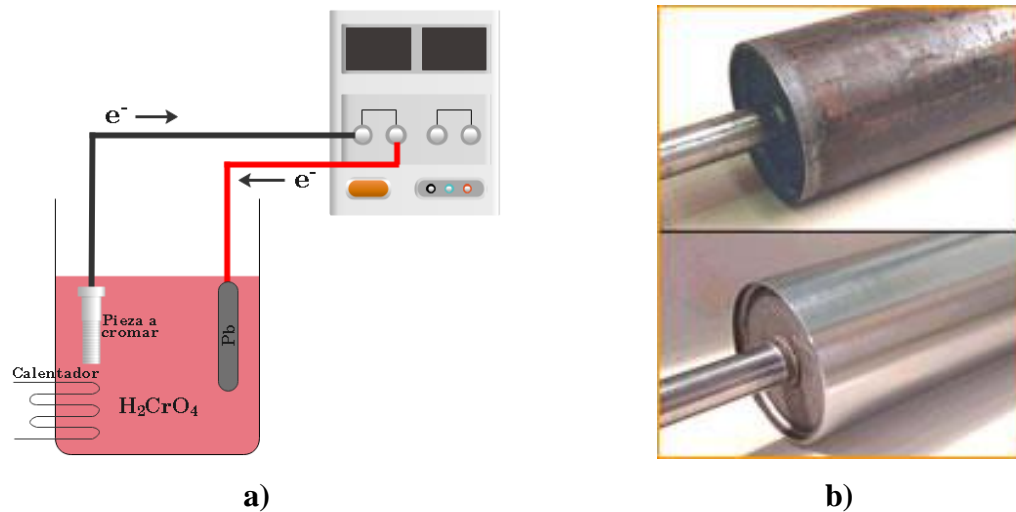 e⁻
e⁻
Pieza a
cromar
Pb
Calentador
H₂CrO₄
a)
b)